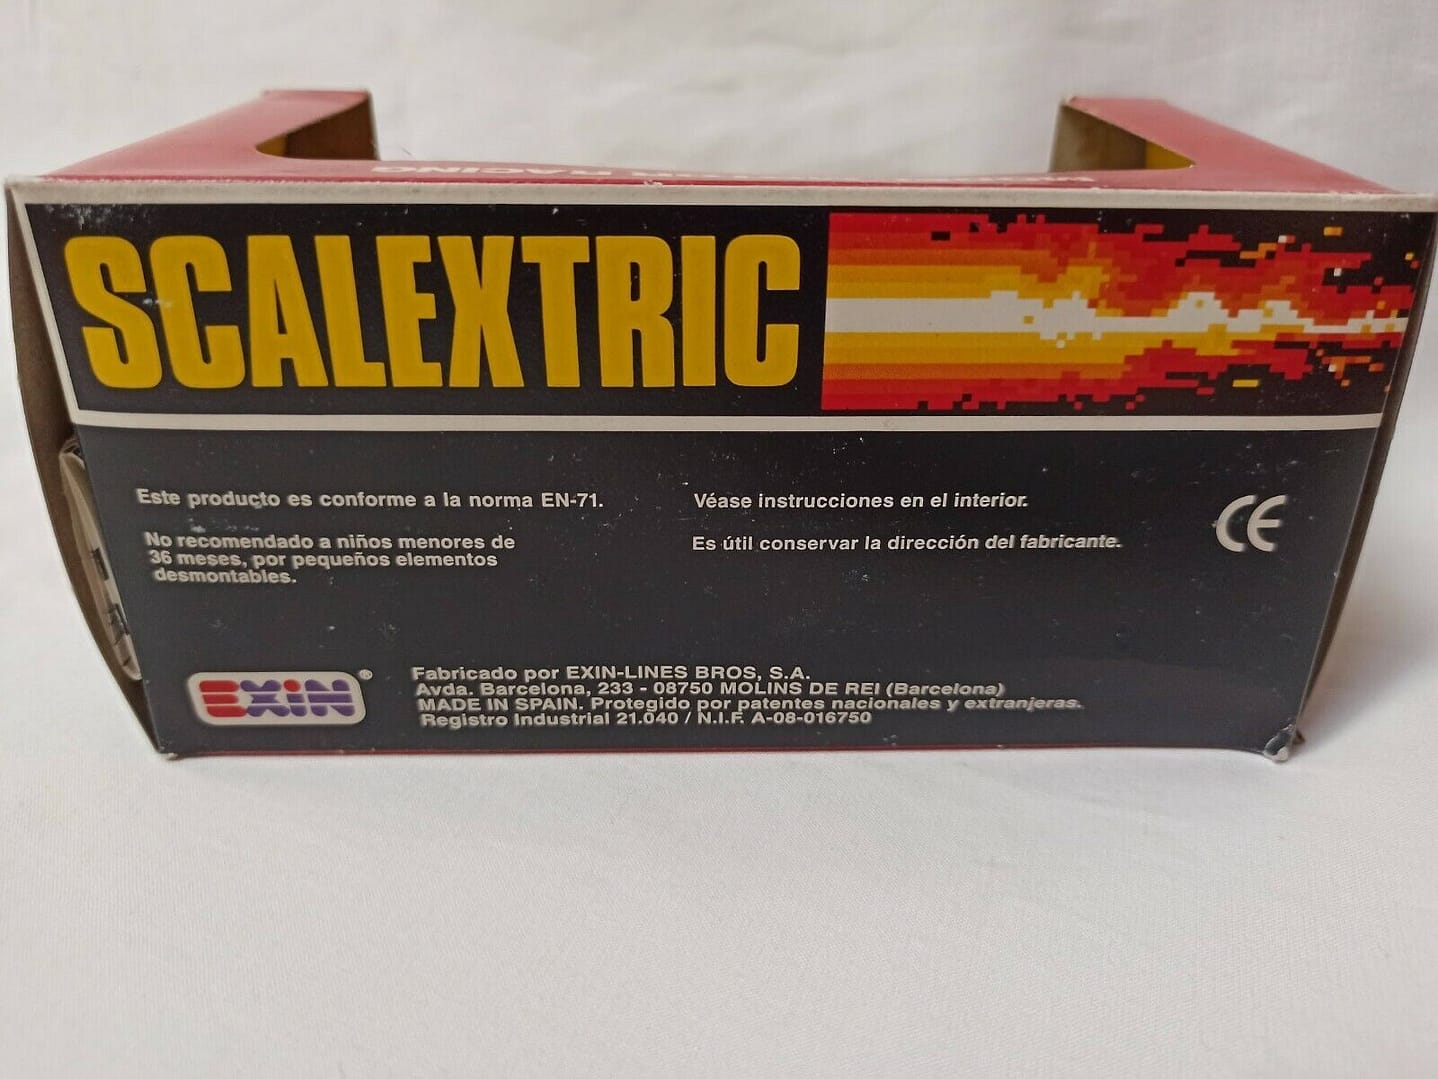 RACING
SCALEXTRIC
Este producto es conforme a la norma EN-71.
No recomendado a niños menores de
36 meses, por pequeños elementos
desmontables.
Véase instrucciones en el interior.
Es útil conservar la dirección del fabricante.
CE
EXIN®
Fabricado por EXIN-LINES BROS, S.A.
Avda. Barcelona, 233 - 08750 MOLINS DE REI (Barcelona)
MADE IN SPAIN. Protegido por patentes nacionales y extranjeras.
Registro Industrial 21.040 / N.I.F. A-08-016750